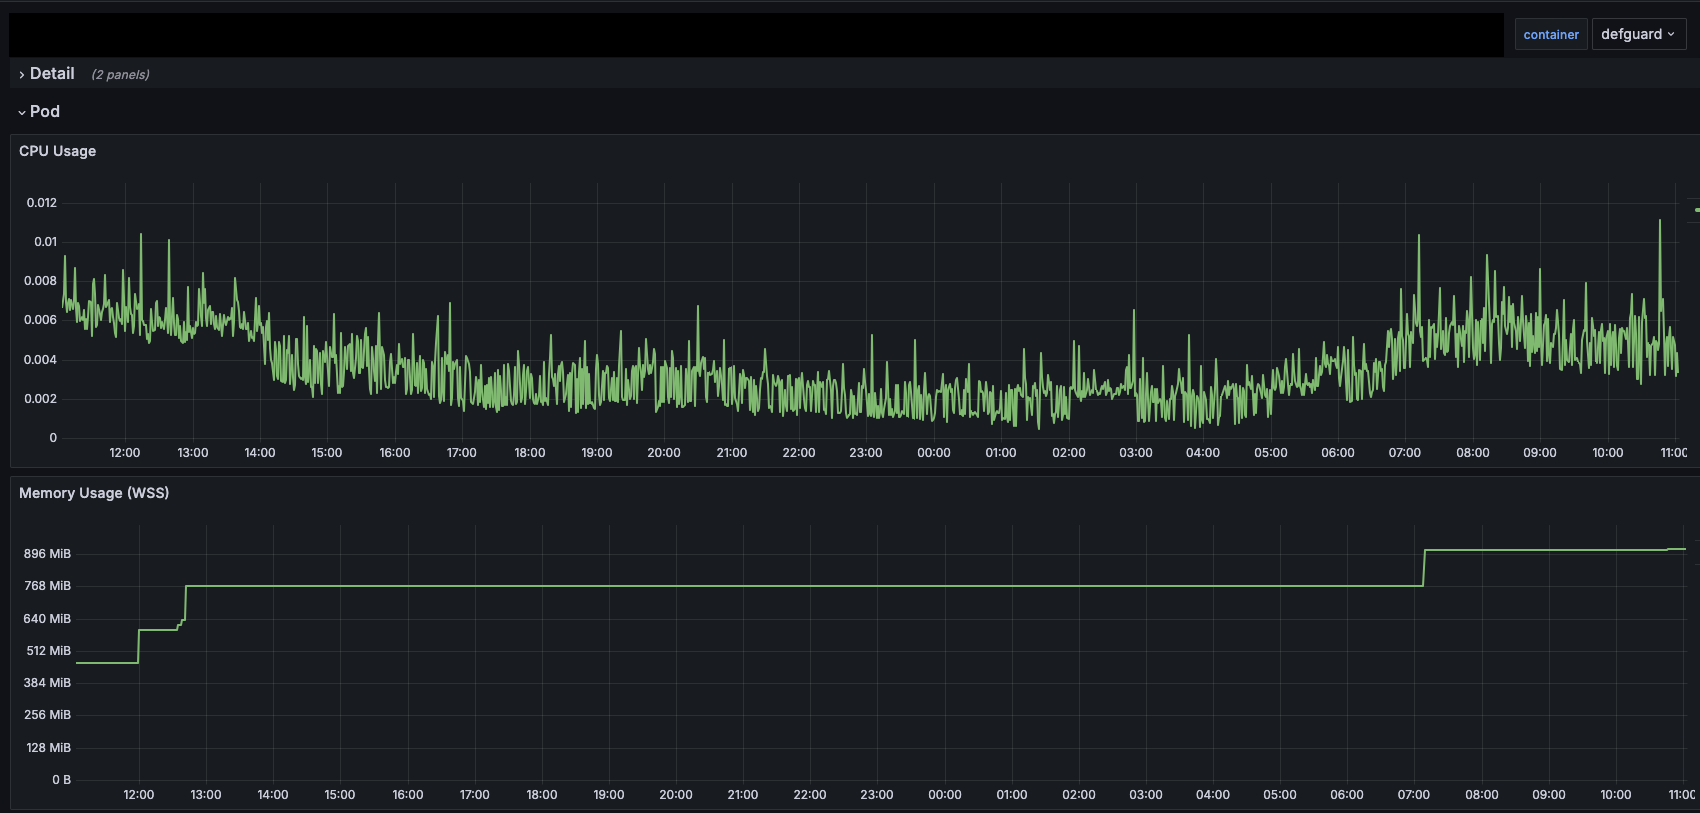 container defguard
Detail (2 panels)
Pod
CPU Usage
0.012
0.01
0.008
0.006
0.004
0.002
0
12:00 13:00 14:00 15:00 16:00 17:00 18:00 19:00 20:00 21:00 22:00 23:00 00:00 01:00 02:00 03:00 04:00 05:00 06:00 07:00 08:00 09:00 10:00 11:00
Memory Usage (WSS)
896 MiB
768 MiB
640 MiB
512 MiB
384 MiB
256 MiB
128 MiB
0 B
12:00 13:00 14:00 15:00 16:00 17:00 18:00 19:00 20:00 21:00 22:00 23:00 00:00 01:00 02:00 03:00 04:00 05:00 06:00 07:00 08:00 09:00 10:00 11:00